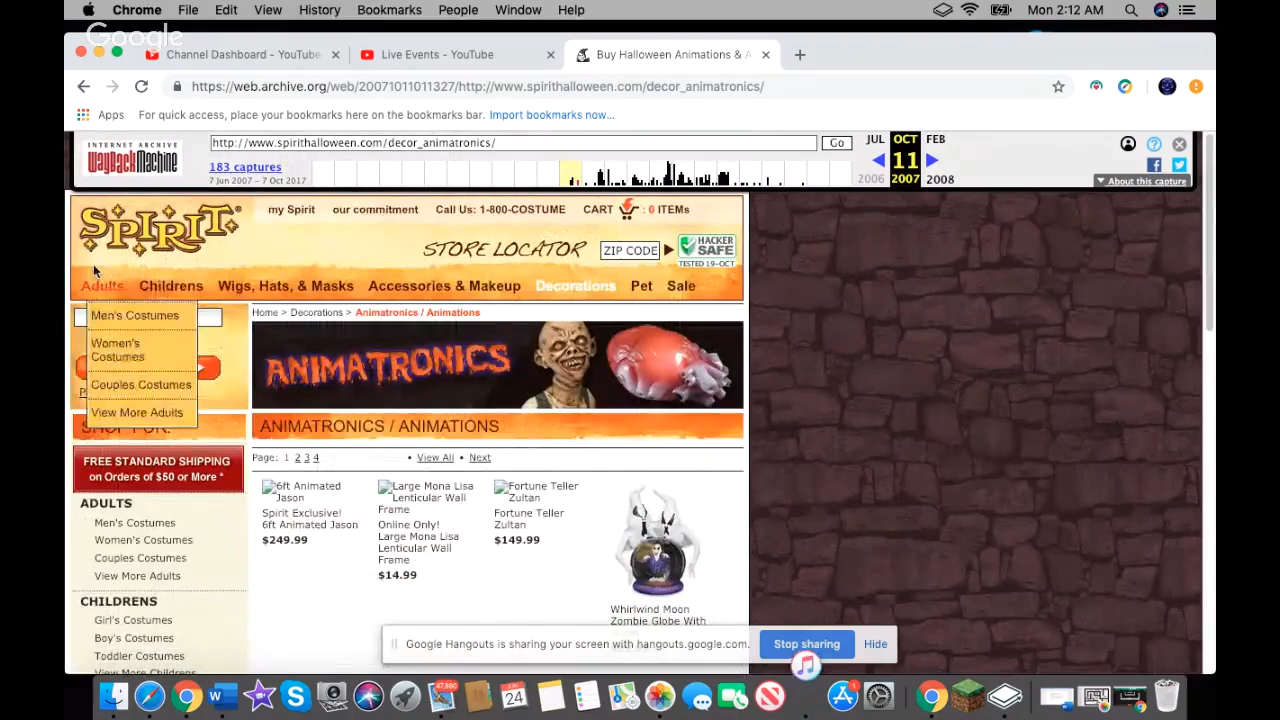 Chrome File Edit View History Bookmarks People Window Help Mon 2:12 AM
Google
Channel Dashboard - YouTube Live Events - YouTube Buy Halloween Animations & A
https://web.archive.org/web/20071011011327/http://www.spirithalloween.com/decor_animatronics/
Apps For quick access, place your bookmarks here on the bookmarks bar. Import bookmarks now...
INTERNET ARCHIVE
WayBackMachine
http://www.spirithalloween.com/decor_animatronics/ Go
183 captures
7 Jun 2007 – 7 Oct 2017
JUL OCT FEB
11
2006 2007 2008
About this capture
SPIRIT®
my Spirit our commitment Call Us: 1-800-COSTUME CART : 0 ITEMs
STORE LOCATOR ZIP CODE
HACKER SAFE
TESTED 19-OCT
Adults Childrens Wigs, Hats, & Masks Accessories & Makeup Decorations Pet Sale
Men's Costumes
Women's Costumes
Couples Costumes
View More Adults
SHOP FOR:
Home > Decorations > Animatronics / Animations
ANIMATRONICS
ANIMATRONICS / ANIMATIONS
Page: 1 2 3 4 • View All • Next
FREE STANDARD SHIPPING
on Orders of $50 or More *
ADULTS
Men's Costumes
Women's Costumes
Couples Costumes
View More Adults
CHILDRENS
Girl's Costumes
Boy's Costumes
Toddler Costumes
View More Childrens
6ft Animated
Jason
Spirit Exclusive!
6ft Animated Jason
$249.99
Large Mona Lisa
Lenticular Wall
Frame
Online Only!
Large Mona Lisa
Lenticular Wall
Frame
$14.99
Fortune Teller
Zultan
Fortune Teller
Zultan
$149.99
Whirlwind Moon
Zombie Globe With
Google Hangouts is sharing your screen with hangouts.google.com. Stop sharing Hide
47,980
JUN
24
1